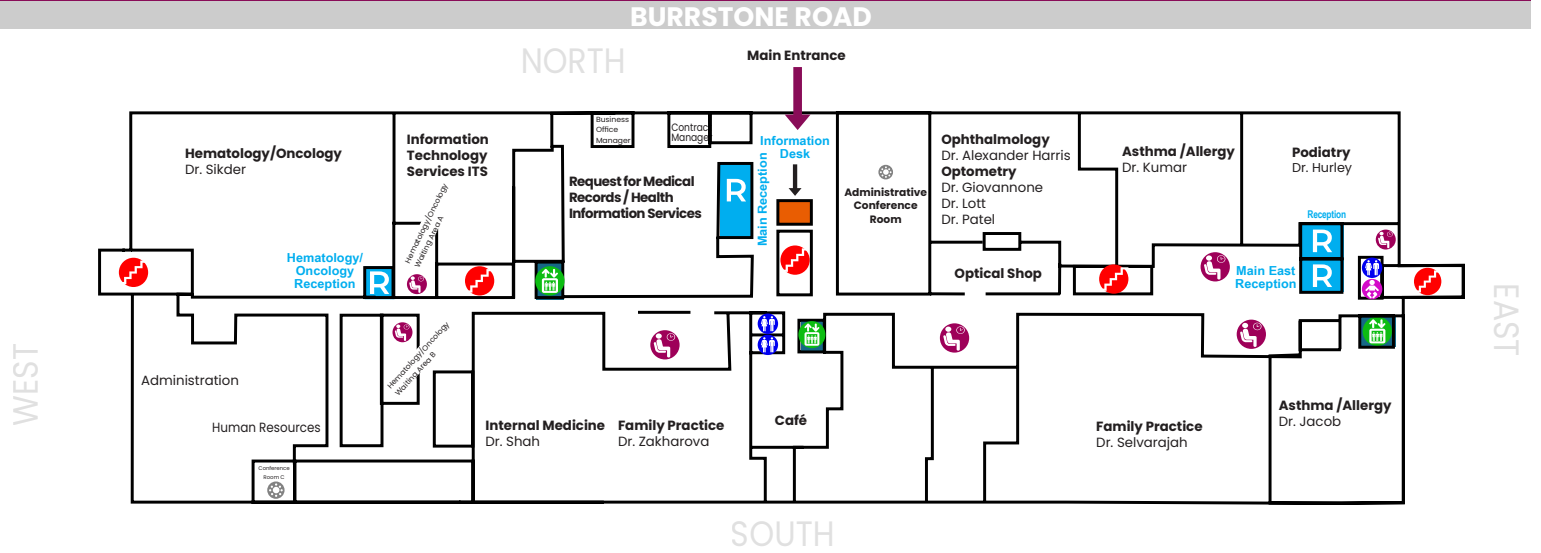 BURRSTONE ROAD
NORTH
Main Entrance
Business
Office
Manager
Contrac
Manage
Information
Desk
Hematology/Oncology
Dr. Sikder
Information
Technology
Services ITS
Hematology/Oncology
Waiting Area A
Request for Medical
Records / Health
Information Services
R
Main Reception
Administrative
Conference
Room
Ophthalmology
Dr. Alexander Harris
Optometry
Dr. Giovannone
Dr. Lott
Dr. Patel
Asthma /Allergy
Dr. Kumar
Podiatry
Dr. Hurley
Reception
R
Hematology/
Oncology
Reception
R
Optical Shop
Main East
Reception
R
WEST
EAST
Hematology/Oncology
Waiting Area B
Administration
Human Resources
Conference
Room C
Internal Medicine
Dr. Shah
Family Practice
Dr. Zakharova
Café
Family Practice
Dr. Selvarajah
Asthma /Allergy
Dr. Jacob
SOUTH